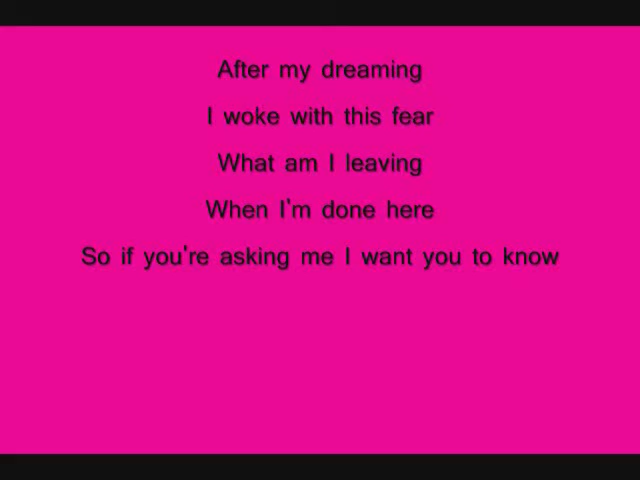 After my dreaming
I woke with this fear
What am I leaving
When I'm done here
So if you're asking me I want you to know